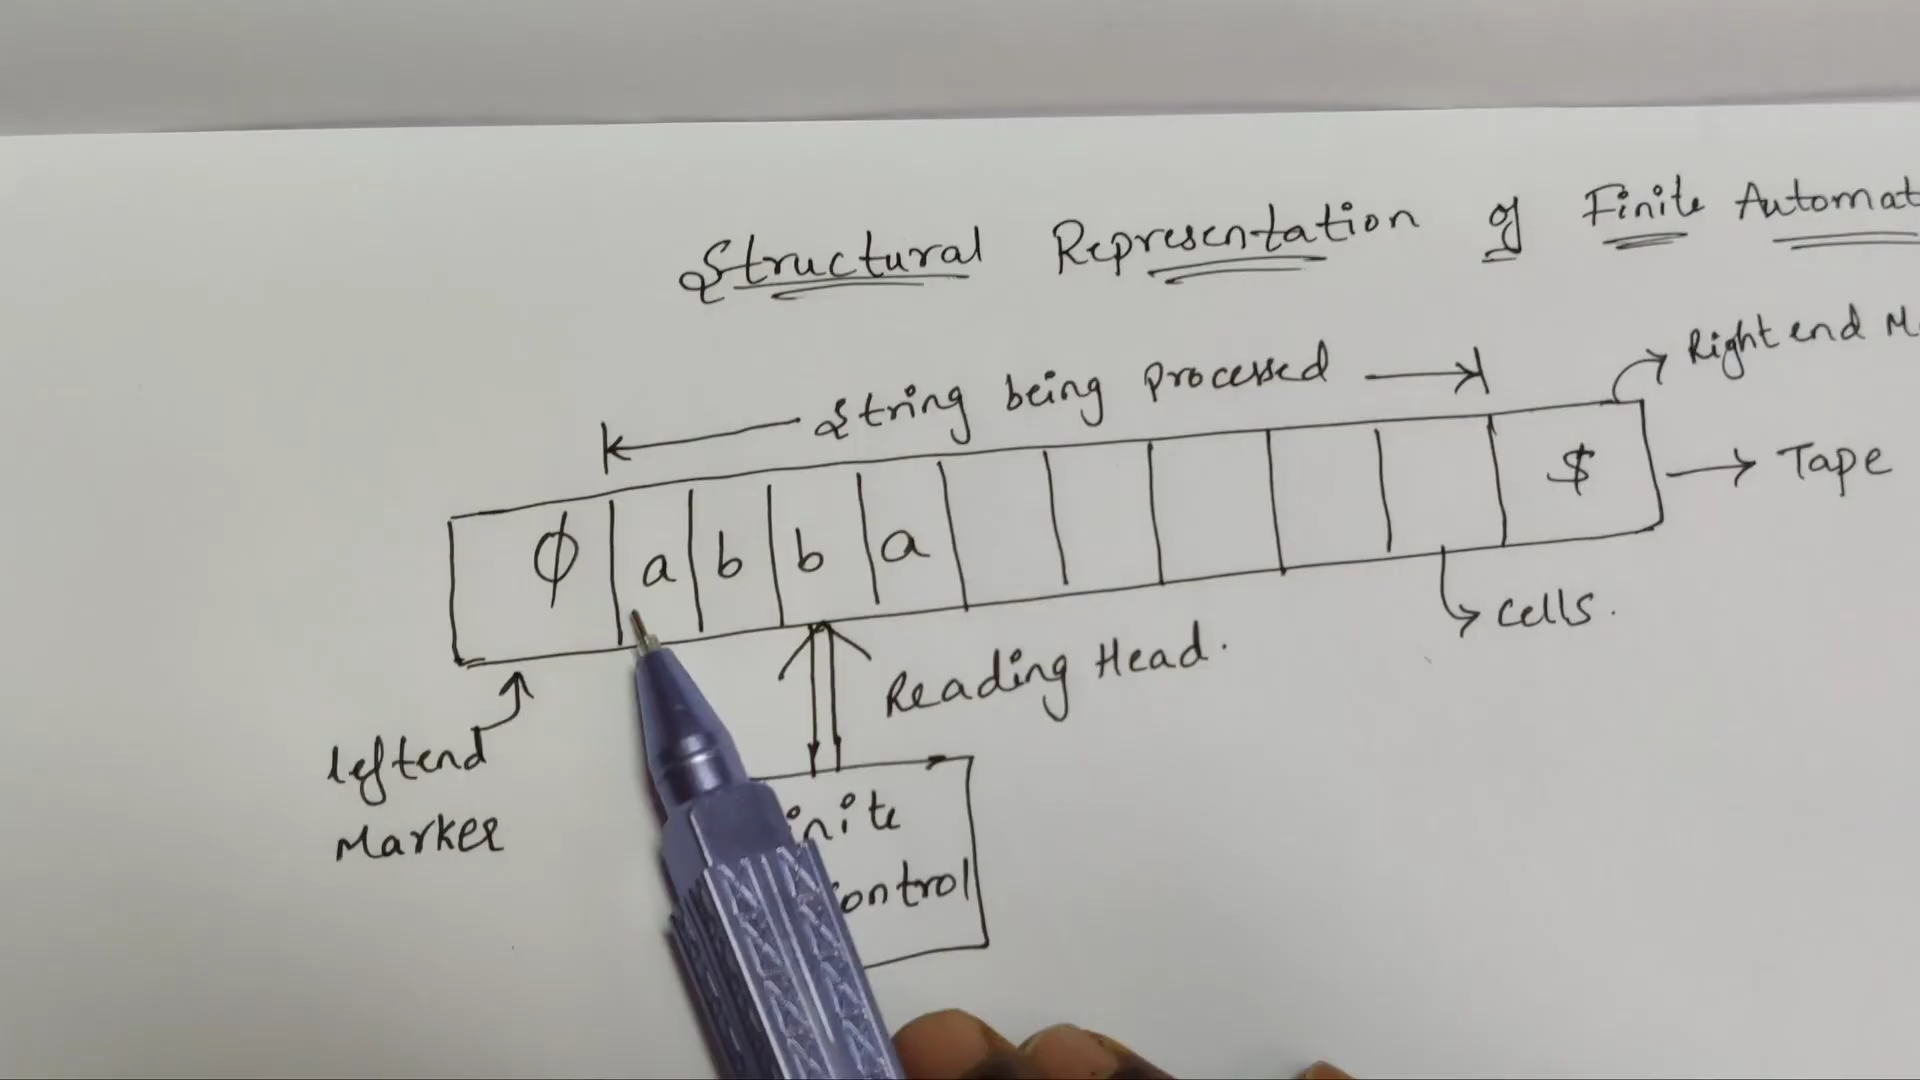 Structural Representation of Finite Automat
Right end M
String being processed
ϕ a b b a $
Tape
cells.
Reading Head.
leftend
Marker
inite
ontrol